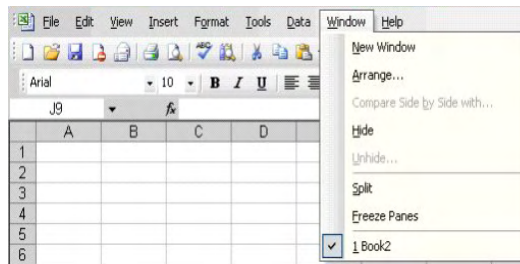 File Edit View Insert Format Tools Data Window Help
New Window
Arrange...
Compare Side by Side with...
Hide
Unhide...
Split
Freeze Panes
1 Book2
Arial 10 B I U
J9 fx
A B C D
1
2
3
4
5
6